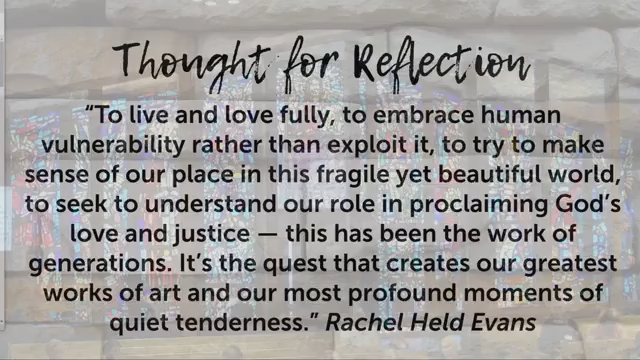 Thought for Reflection
“To live and love fully, to embrace human
vulnerability rather than exploit it, to try to make
sense of our place in this fragile yet beautiful world,
to seek to understand our role in proclaiming God’s
love and justice — this has been the work of
generations. It’s the quest that creates our greatest
works of art and our most profound moments of
quiet tenderness.” Rachel Held Evans